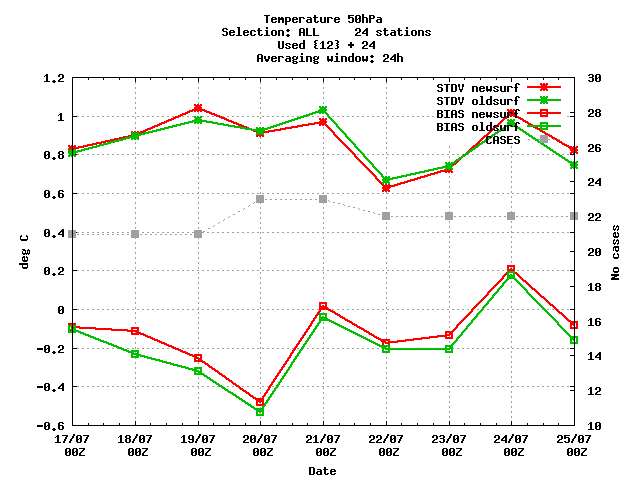 Temperature 50hPa
Selection: ALL     24 stations
Used {12} + 24
Averaging window: 24h
1.2
1
0.8
0.6
0.4
0.2
0
-0.2
-0.4
-0.6
deg C
30
28
26
24
22
20
18
16
14
12
10
No cases
STDV newsurf
STDV oldsurf
BIAS newsurf
BIAS oldsurf
CASES
17/07 18/07 19/07 20/07 21/07 22/07 23/07 24/07 25/07
00Z 00Z 00Z 00Z 00Z 00Z 00Z 00Z 00Z
Date